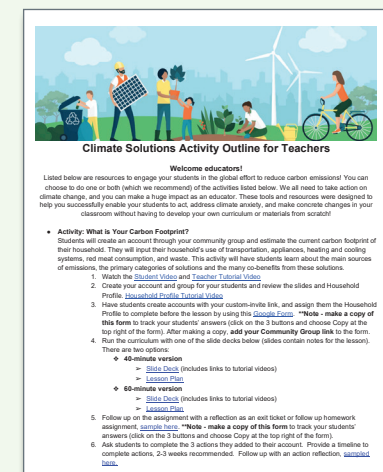 Climate Solutions Activity Outline for Teachers
Welcome educators!
Listed below are resources to engage your students in the global effort to reduce carbon emissions! You can
choose to do one or both (which we recommend) of the activities listed below. We all need to take action on
climate change, and you can make a huge impact as an educator. These tools and resources were designed to
help you successfully enable your students to act, address climate anxiety, and make concrete changes in your
classroom without having to develop your own curriculum or materials from scratch!
● Activity: What is Your Carbon Footprint?
Students will create an account through your community group and estimate the current carbon footprint of
their household. They will input their household's use of transportation, appliances, heating and cooling
systems, red meat consumption, and waste. This activity will have students learn about the main sources
of emissions, the primary categories of solutions and the many co-benefits from these solutions.
1. Watch the Student Video and Teacher Tutorial Video
2. Create your account and group for your students and review the slides and Household
Profile. Household Profile Tutorial Video
3. Have students create accounts with your custom-invite link, and assign them the Household
Profile to complete before the lesson by using this Google Form. **Note - make a copy of
this form to track your students' answers (click on the 3 buttons and choose Copy at the
top right of the form). After making a copy, add your Community Group link to the form.
4. Run the curriculum with one of the slide decks below (slides contain notes for the lesson).
There are two options:
❖ 40-minute version
➢ Slide Deck (includes links to tutorial videos)
➢ Lesson Plan
❖ 60-minute version
➢ Slide Deck (includes links to tutorial videos)
➢ Lesson Plan
5. Follow up on the assignment with a reflection as an exit ticket or follow up homework
assignment, sample here. **Note - make a copy of this form to track your students'
answers (click on the 3 buttons and choose Copy at the top right of the form).
6. Ask students to complete the 3 actions they added to their account. Provide a timeline to
complete actions, 2-3 weeks recommended. Follow up with an action reflection, sampled
here.